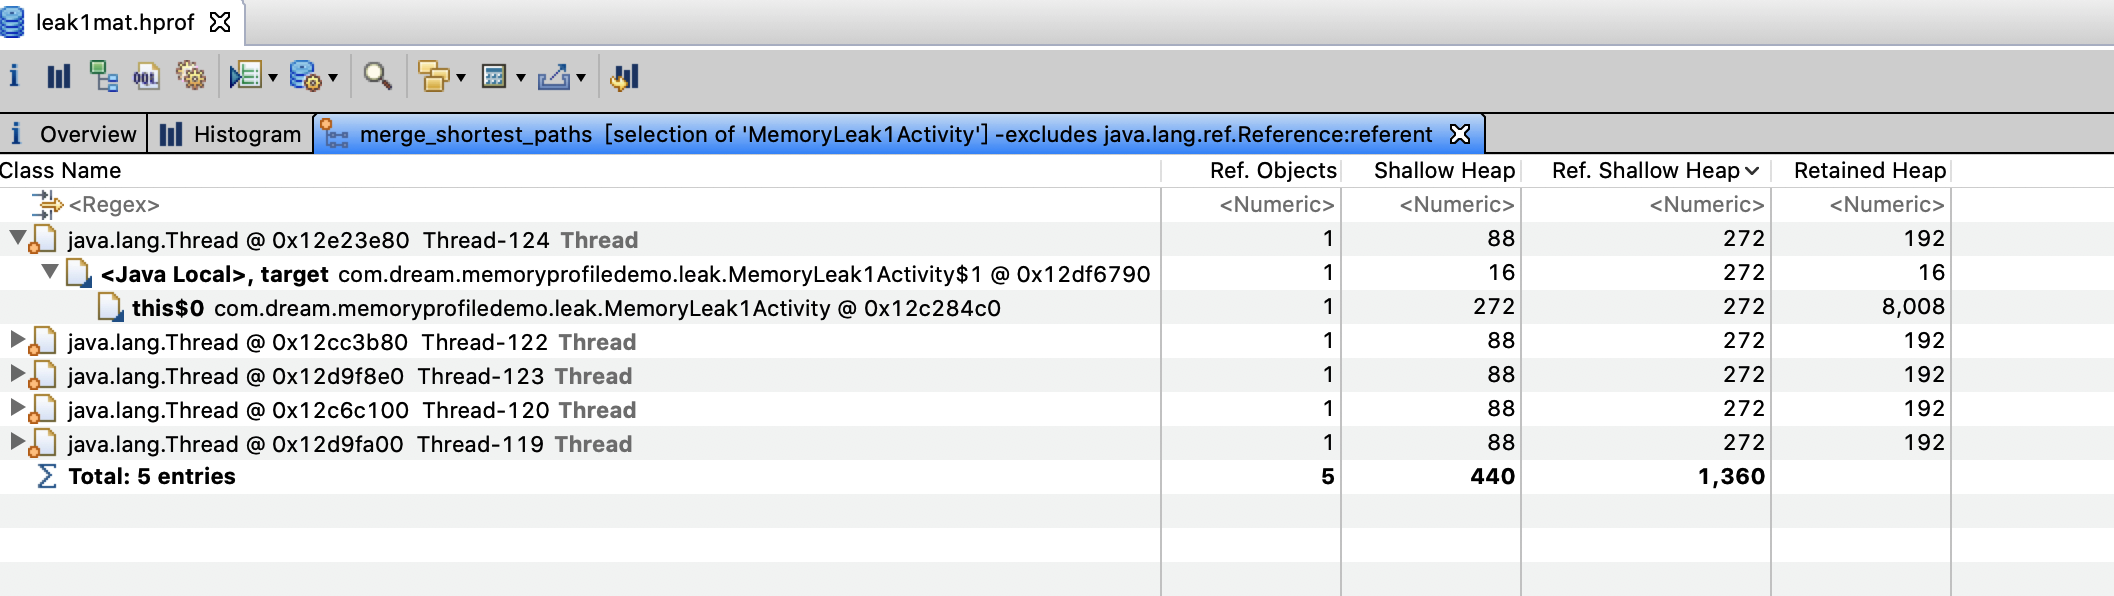 leak1mat.hprof
i OQL
i Overview Histogram merge_shortest_paths [selection of 'MemoryLeak1Activity'] -excludes java.lang.ref.Reference:referent
Class Name Ref. Objects Shallow Heap Ref. Shallow Heap Retained Heap
<Regex> <Numeric> <Numeric> <Numeric> <Numeric>
java.lang.Thread @ 0x12e23e80 Thread-124 Thread 1 88 272 192
<Java Local>, target com.dream.memoryprofiledemo.leak.MemoryLeak1Activity$1 @ 0x12df6790 1 16 272 16
this$0 com.dream.memoryprofiledemo.leak.MemoryLeak1Activity @ 0x12c284c0 1 272 272 8,008
java.lang.Thread @ 0x12cc3b80 Thread-122 Thread 1 88 272 192
java.lang.Thread @ 0x12d9f8e0 Thread-123 Thread 1 88 272 192
java.lang.Thread @ 0x12c6c100 Thread-120 Thread 1 88 272 192
java.lang.Thread @ 0x12d9fa00 Thread-119 Thread 1 88 272 192
Total: 5 entries 5 440 1,360